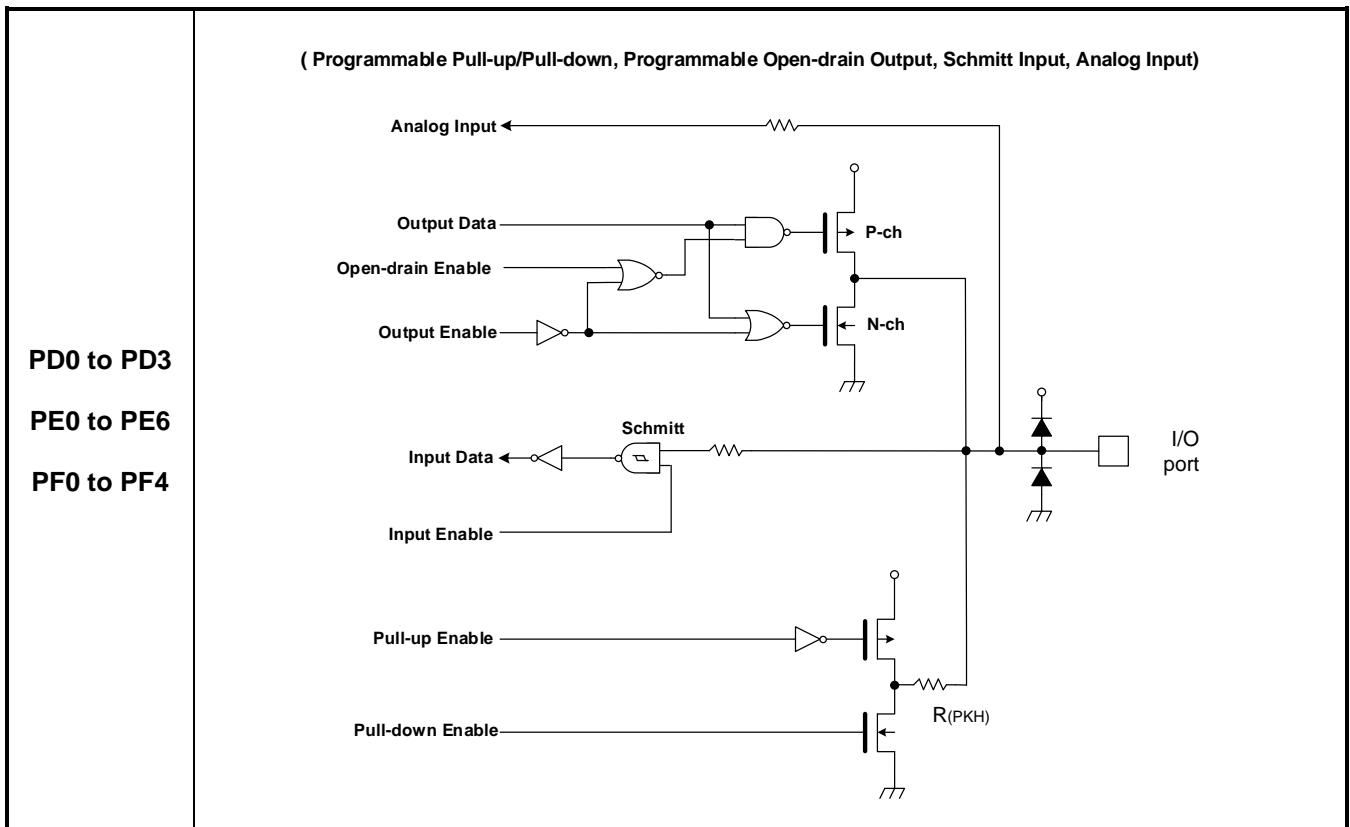 ( Programmable Pull-up/Pull-down, Programmable Open-drain Output, Schmitt Input, Analog Input)
Analog Input
Output Data
P-ch
Open-drain Enable
Output Enable
N-ch
PD0 to PD3
PE0 to PE6
PF0 to PF4
Schmitt
Input Data
I/O
port
Input Enable
Pull-up Enable
R(PKH)
Pull-down Enable